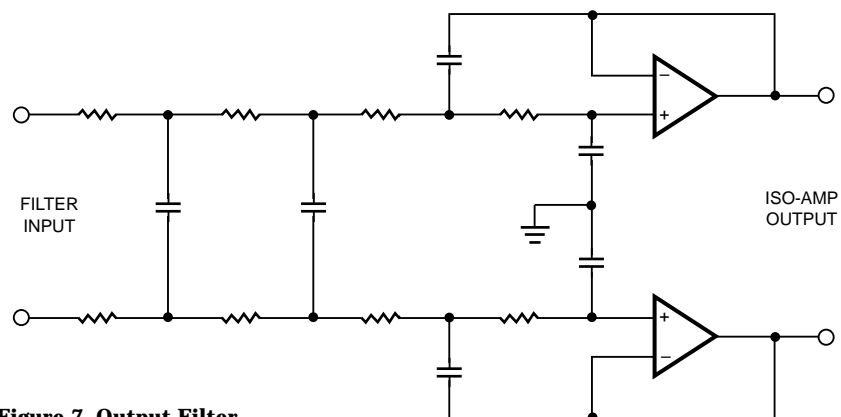 −
+
FILTER
INPUT
ISO-AMP
OUTPUT
+
−
Figure 7. Output Filter